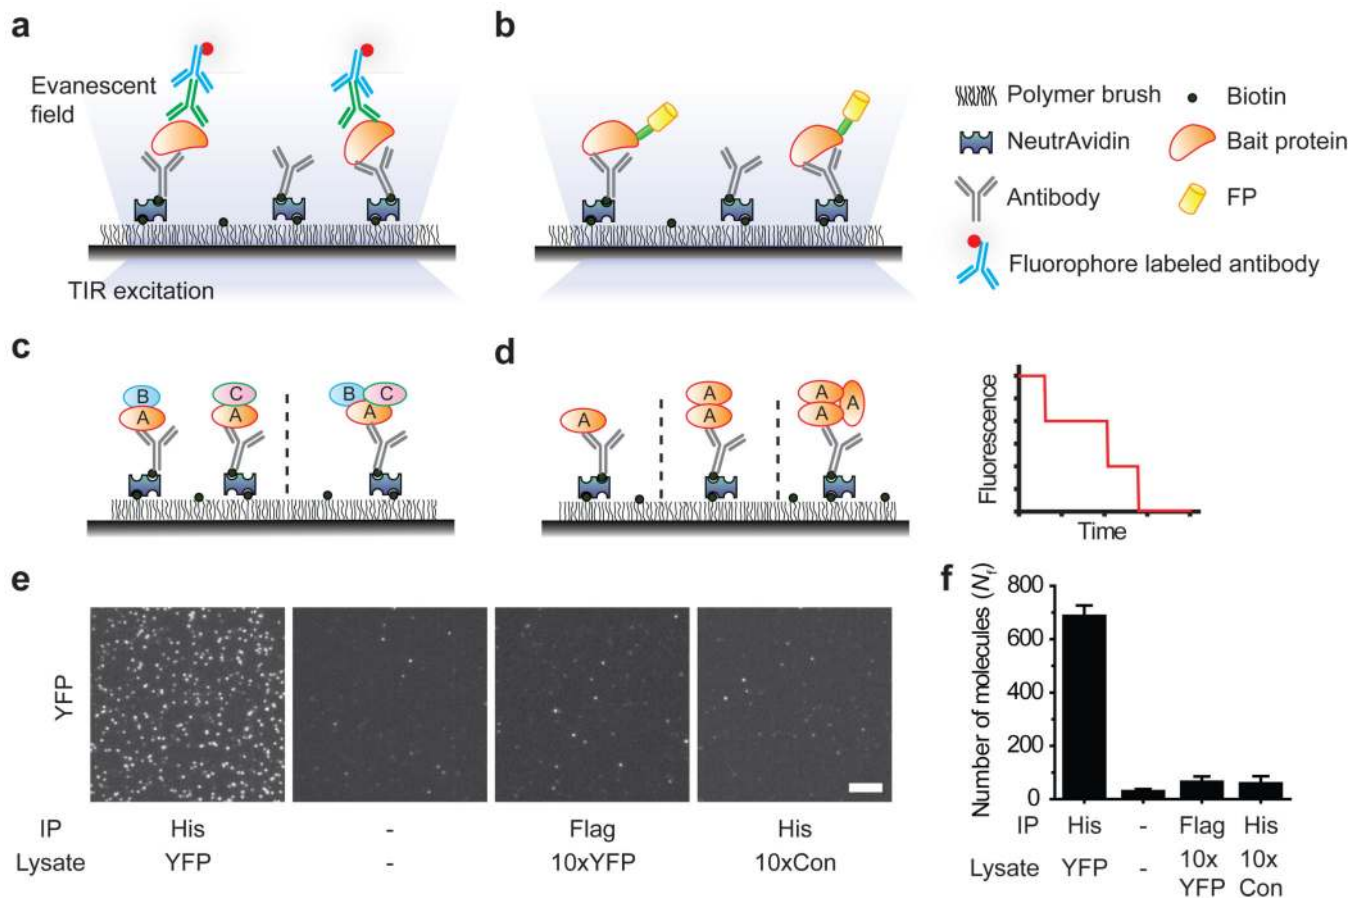 a
Evanescent
field
TIR excitation
b
Polymer brush
Biotin
NeutrAvidin
Bait protein
Antibody
FP
Fluorophore labeled antibody
c
B
A
C
A
B
C
A
d
A
A
A
A
A
A
Fluorescence
Time
e
YFP
IP His - Flag His
Lysate YFP - 10xYFP 10xCon
f
Number of molecules (Nf)
800
600
400
200
0
IP His - Flag His
Lysate YFP - 10x 10x
YFP Con